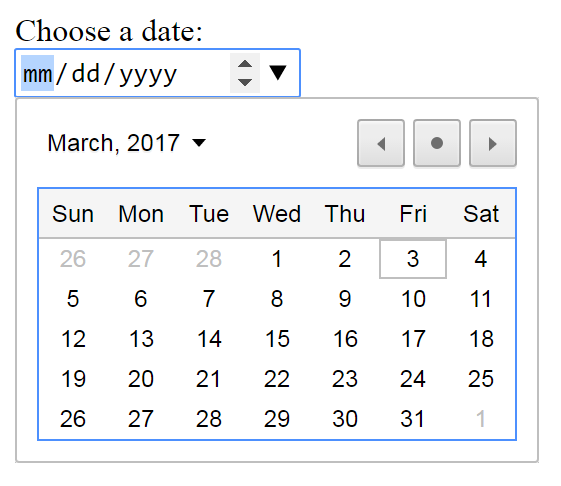 Choose a date:
mm/dd/yyyy
March, 2017
Sun Mon Tue Wed Thu Fri Sat
26 27 28 1 2 3 4
5 6 7 8 9 10 11
12 13 14 15 16 17 18
19 20 21 22 23 24 25
26 27 28 29 30 31 1